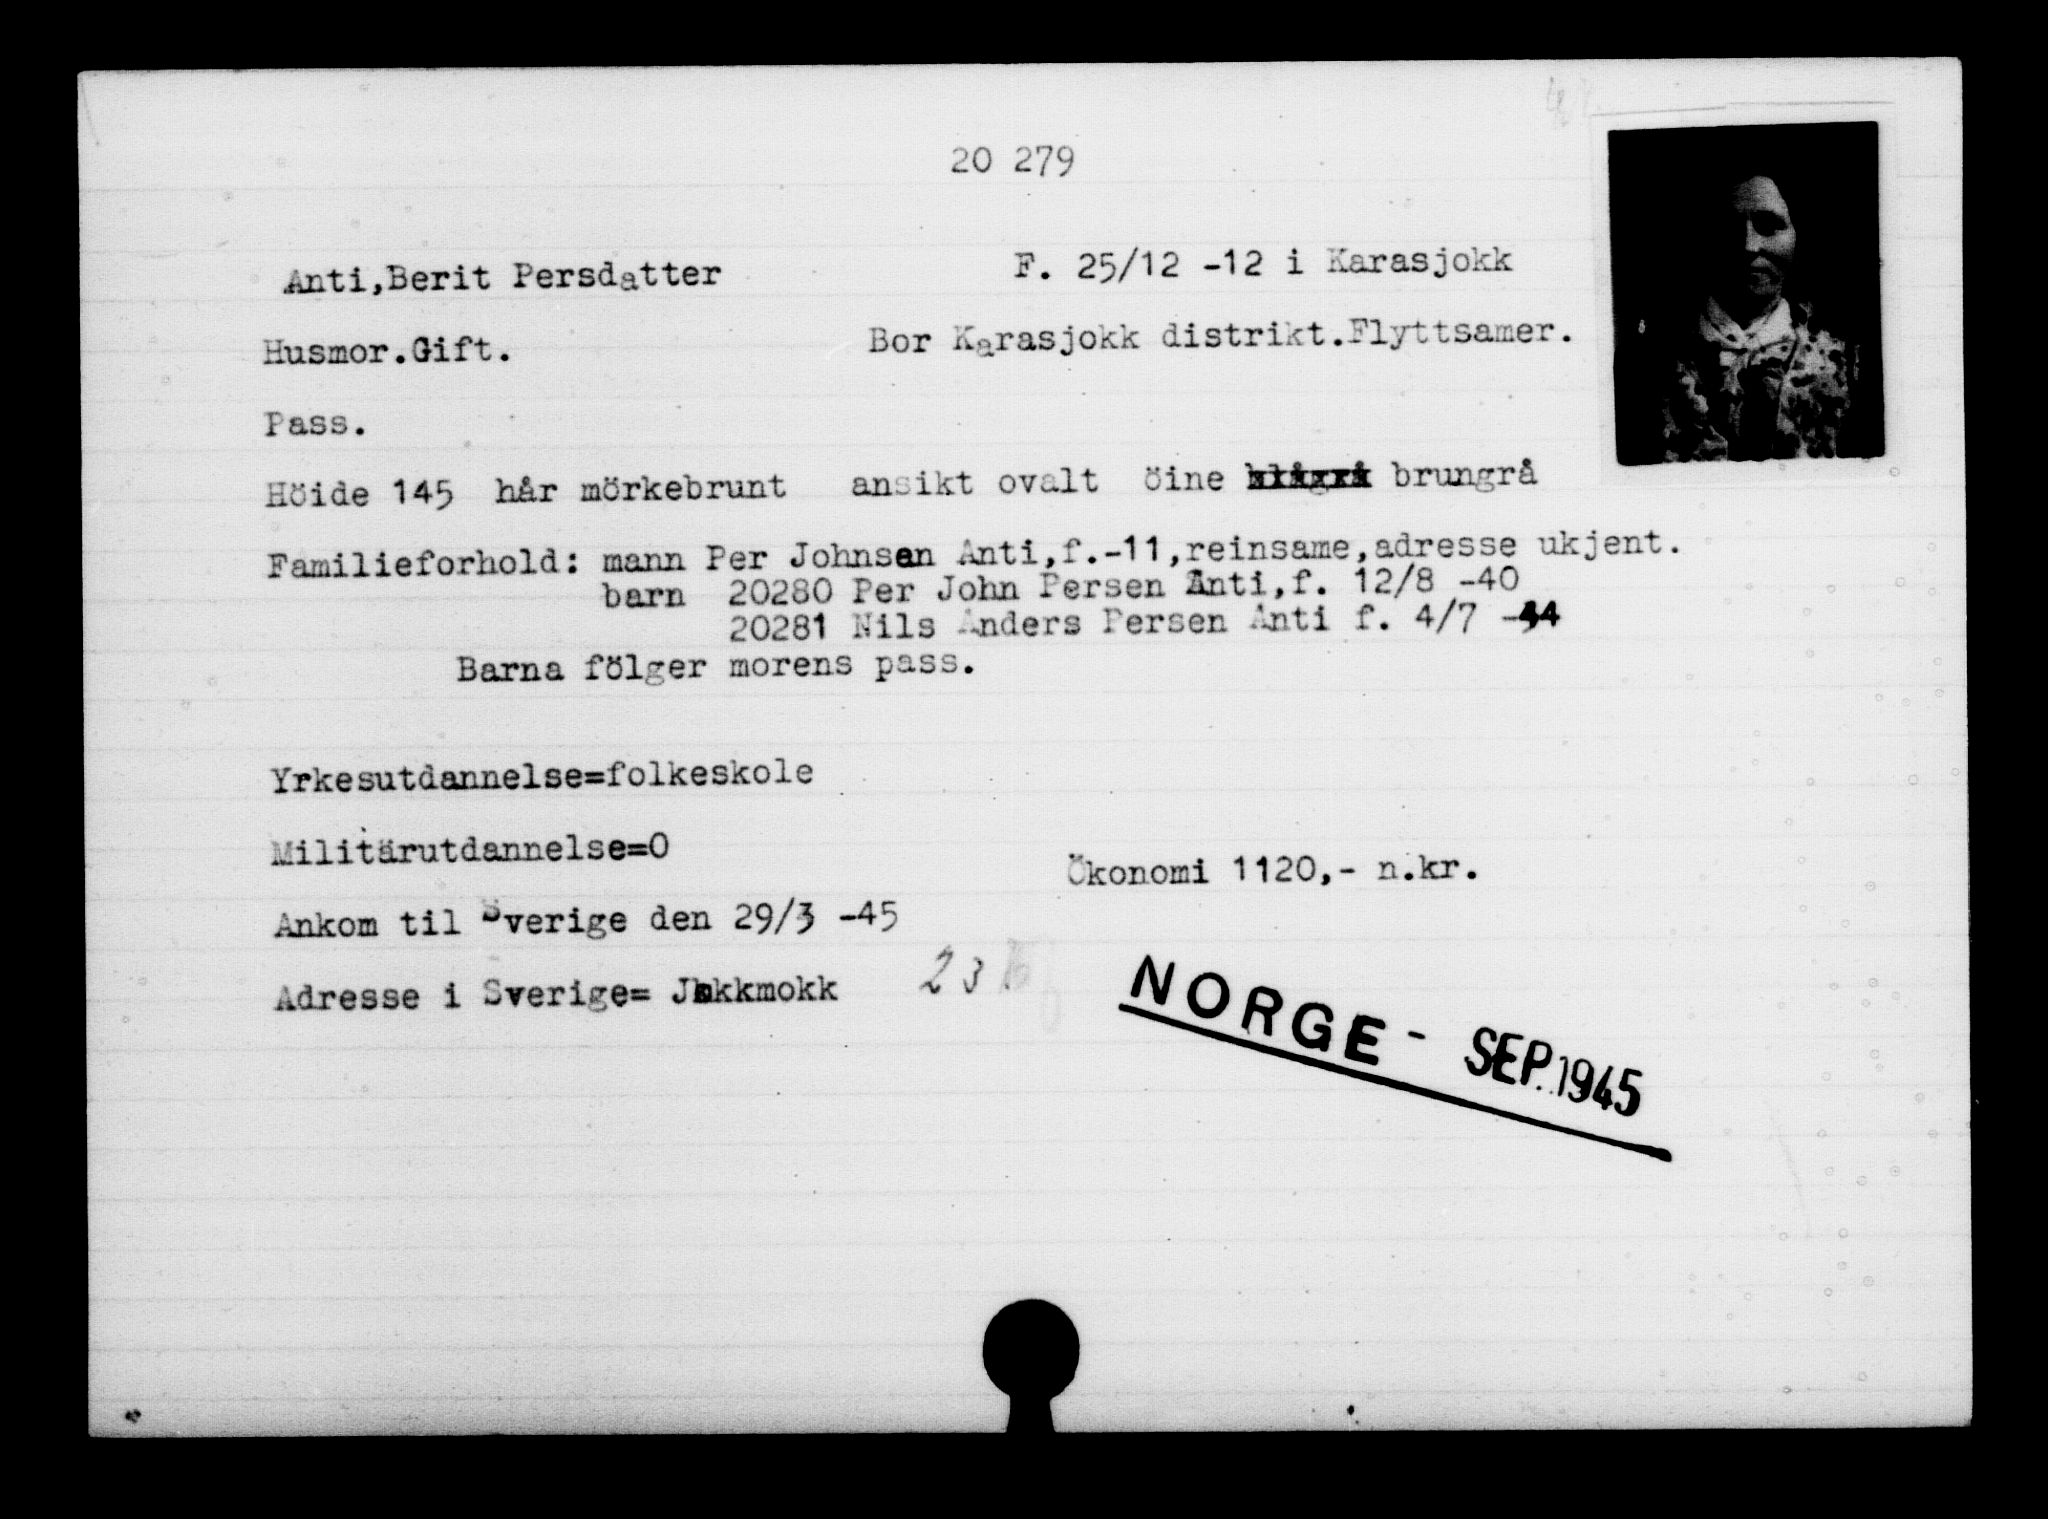 20 279
Anti,Berit Persdatter F. 25/12 -12 i Karasjokk
Husmor.Gift. Bor Karasjokk distrikt.Flyttsamer.
Pass.
Höide 145 hår mörkebrunt ansikt ovalt öine blågrå brungrå
Familieforhold: mann Per Johnsen Anti,f.-11,reinsame,adresse ukjent.
barn 20280 Per John Persen Anti,f. 12/8 -40
20281 Nils Anders Persen Anti f. 4/7 -44
Barna fölger morens pass.
Yrkesutdannelse=folkeskole
Militärutdannelse=0
Ökonomi 1120,- n.kr.
Ankom til Sverige den 29/3 -45
Adresse i Sverige= Jokkmokk 23
NORGE - SEP.1945